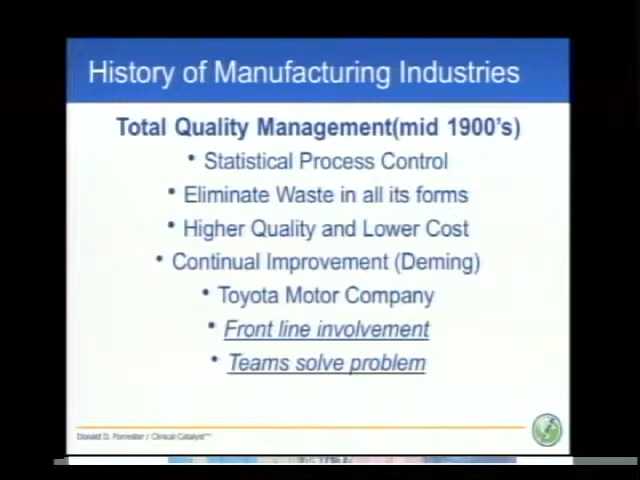 History of Manufacturing Industries
Total Quality Management(mid 1900's)
• Statistical Process Control
• Eliminate Waste in all its forms
• Higher Quality and Lower Cost
• Continual Improvement (Deming)
• Toyota Motor Company
• Front line involvement
• Teams solve problem
Donald D. Forrester / Clinical Catalyst